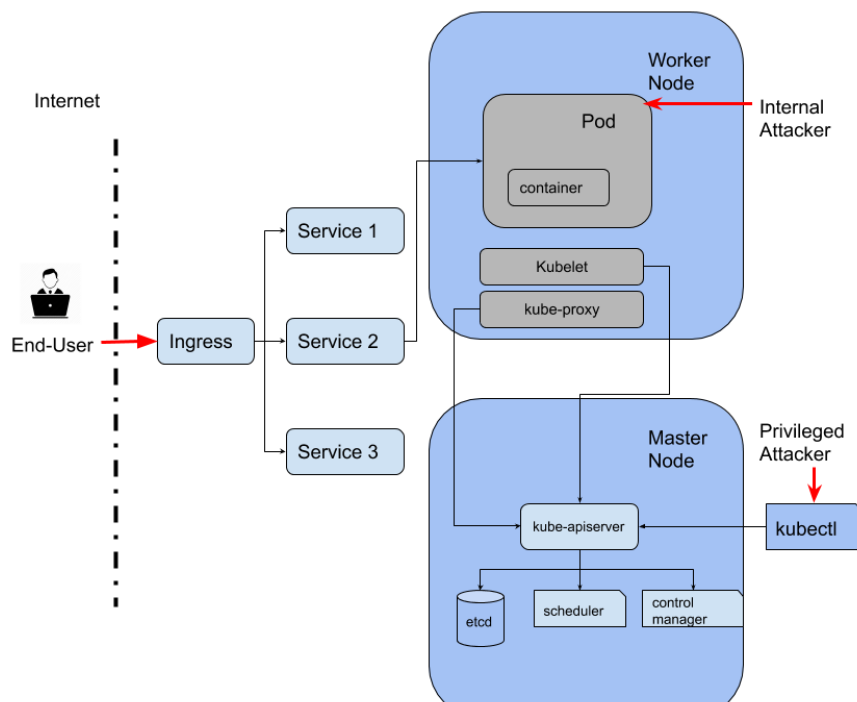 Internet
End-User
Ingress
Service 1
Service 2
Service 3
Worker
Node
Pod
container
Kubelet
kube-proxy
Internal
Attacker
Master
Node
kube-apiserver
etcd
scheduler
control
manager
Privileged
Attacker
kubectl